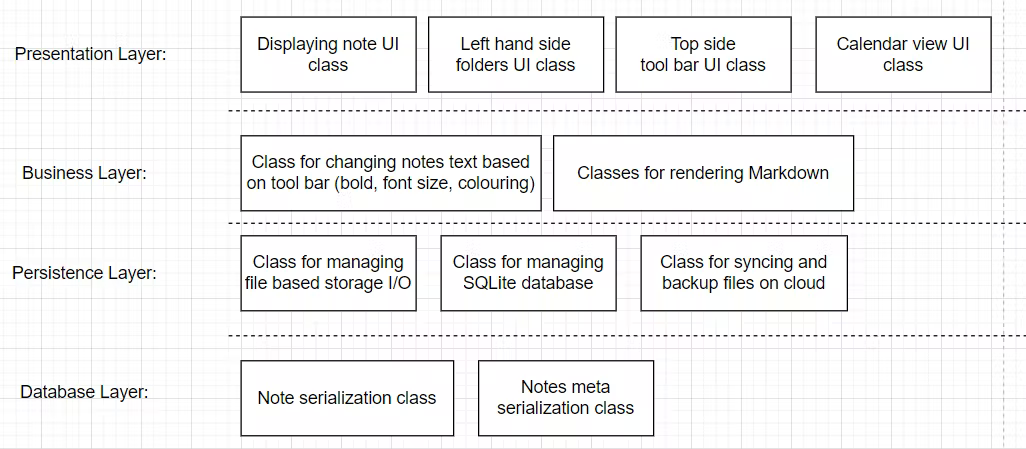 Presentation Layer:
Displaying note UI
class
Left hand side
folders UI class
Top side
tool bar UI class
Calendar view UI
class
Business Layer:
Class for changing notes text based
on tool bar (bold, font size, colouring)
Classes for rendering Markdown
Persistence Layer:
Class for managing
file based storage I/O
Class for managing
SQLite database
Class for syncing and
backup files on cloud
Database Layer:
Note serialization class
Notes meta
serialization class